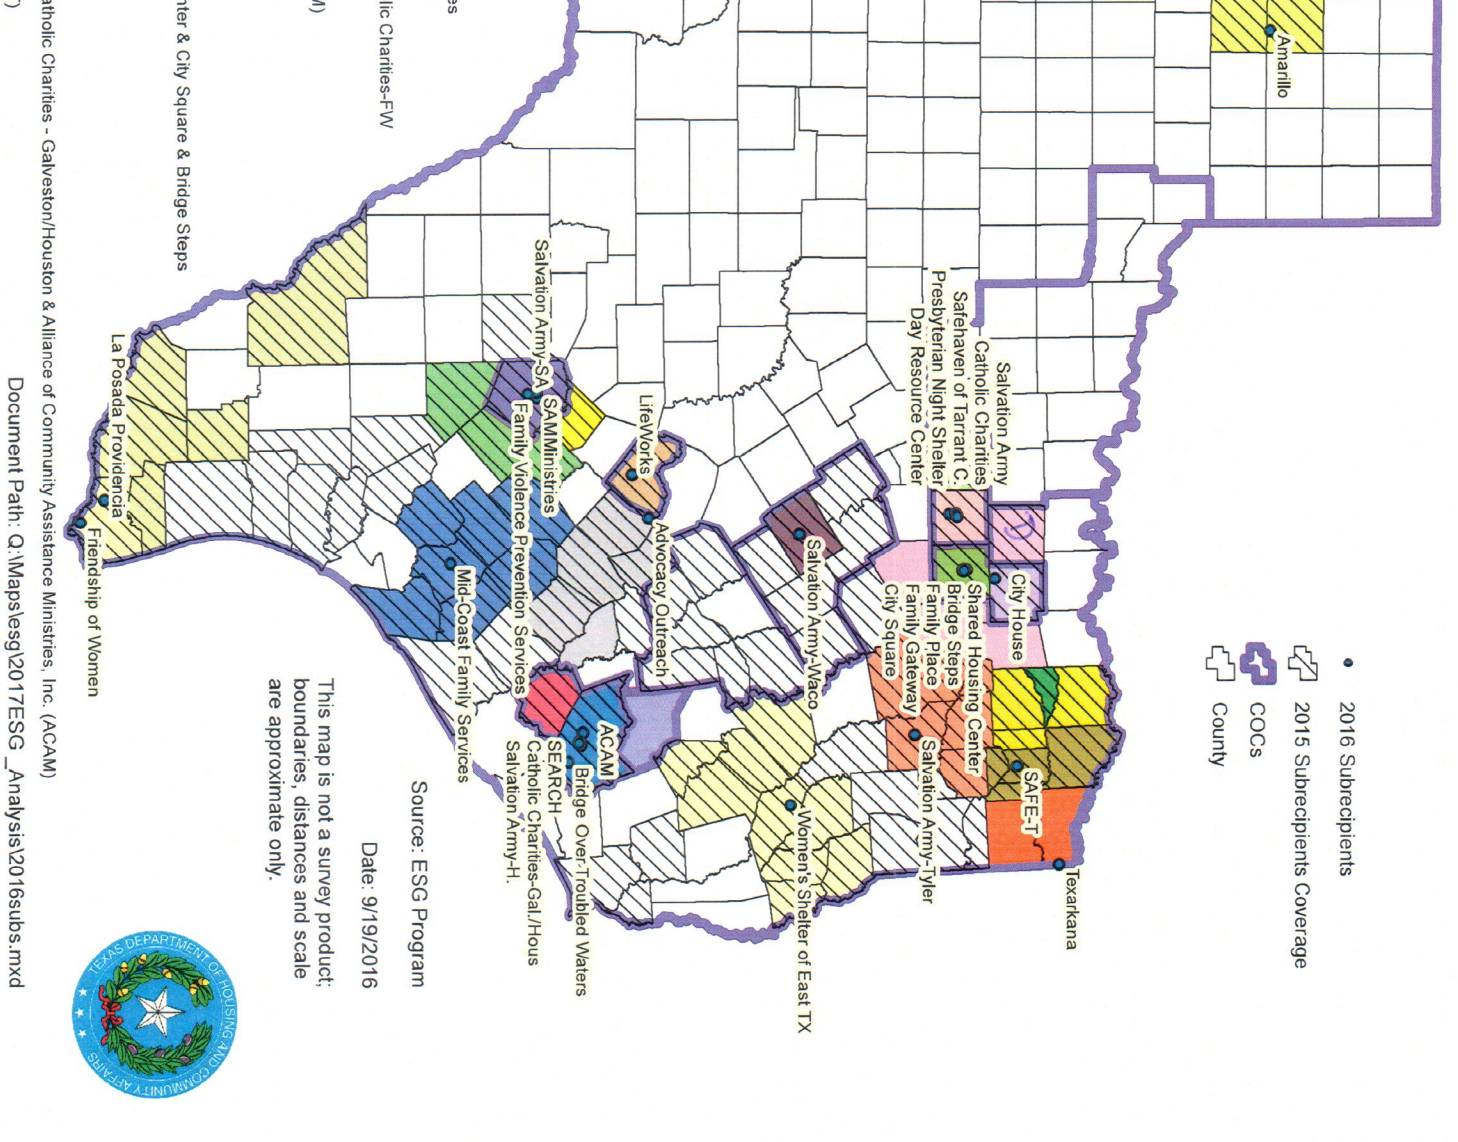 2016 Subrecipients
2015 Subrecipients Coverage
COCs
County
Amarillo
Texarkana
SAFE-T
City House
Salvation Army
Catholic Charities
Safehaven of Tarrant C.
Presbyterian Night Shelter
Day Resource Center
Shared Housing Center
Bridge Steps
Family Place
Family Gateway
City Square
Salvation Army-Tyler
Salvation Army-Waco
Women's Shelter of East TX
LifeWorks
Advocacy Outreach
Salvation Army-SA
SAMMinistries
Family Violence Prevention Services
ACAM
Bridge Over Troubled Waters
SEARCH
Catholic Charities-Gal./Hous
Salvation Army-H.
Mid-Coast Family Services
La Posada Providencia
Friendship of Women
Source: ESG Program
Date: 9/19/2016
This map is not a survey product;
boundaries, distances and scale
are approximate only.
es
lic Charities-FW
M)
nter & City Square & Bridge Steps
atholic Charities - Galveston/Houston & Alliance of Community Assistance Ministries, Inc. (ACAM)
Document Path: Q:\Maps\esg\2017ESG_Analysis\2016subs.mxd
TEXAS DEPARTMENT OF HOUSING AND COMMUNITY AFFAIRS